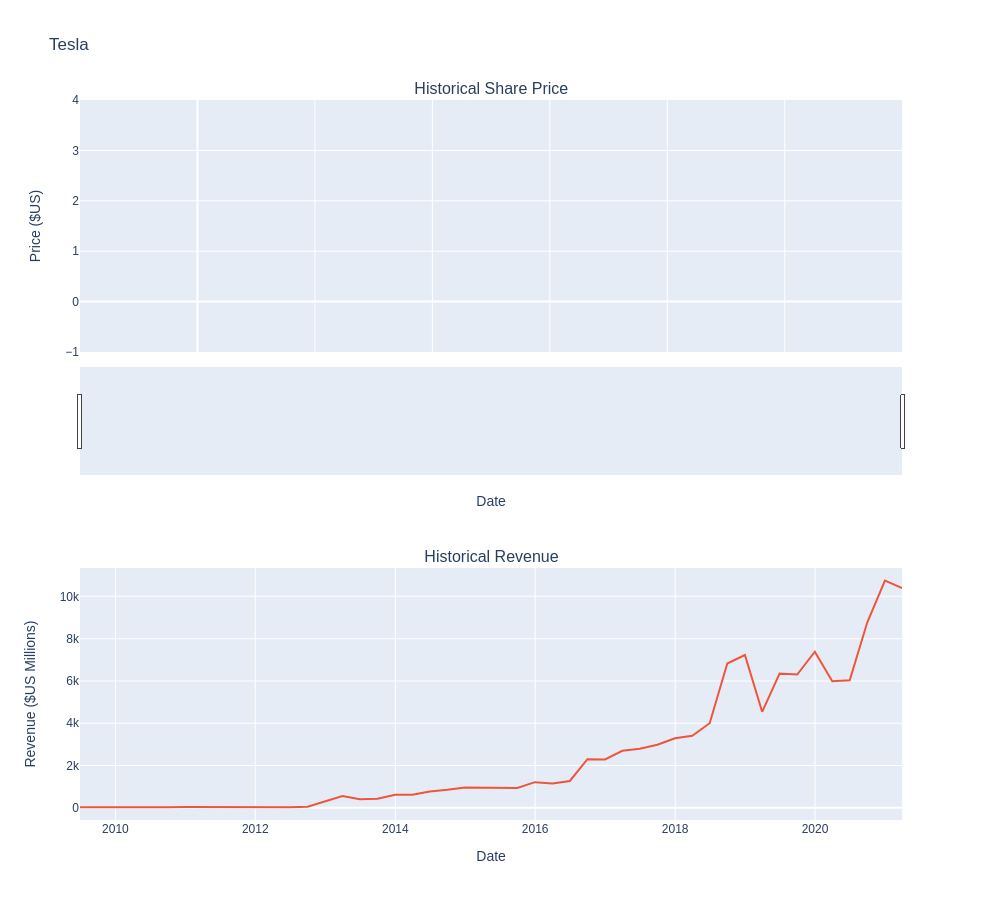 Tesla
Historical Share Price
4
3
2
1
0
−1
Price ($US)
Date
Historical Revenue
10k
8k
6k
4k
2k
0
Revenue ($US Millions)
2010 2012 2014 2016 2018 2020
Date